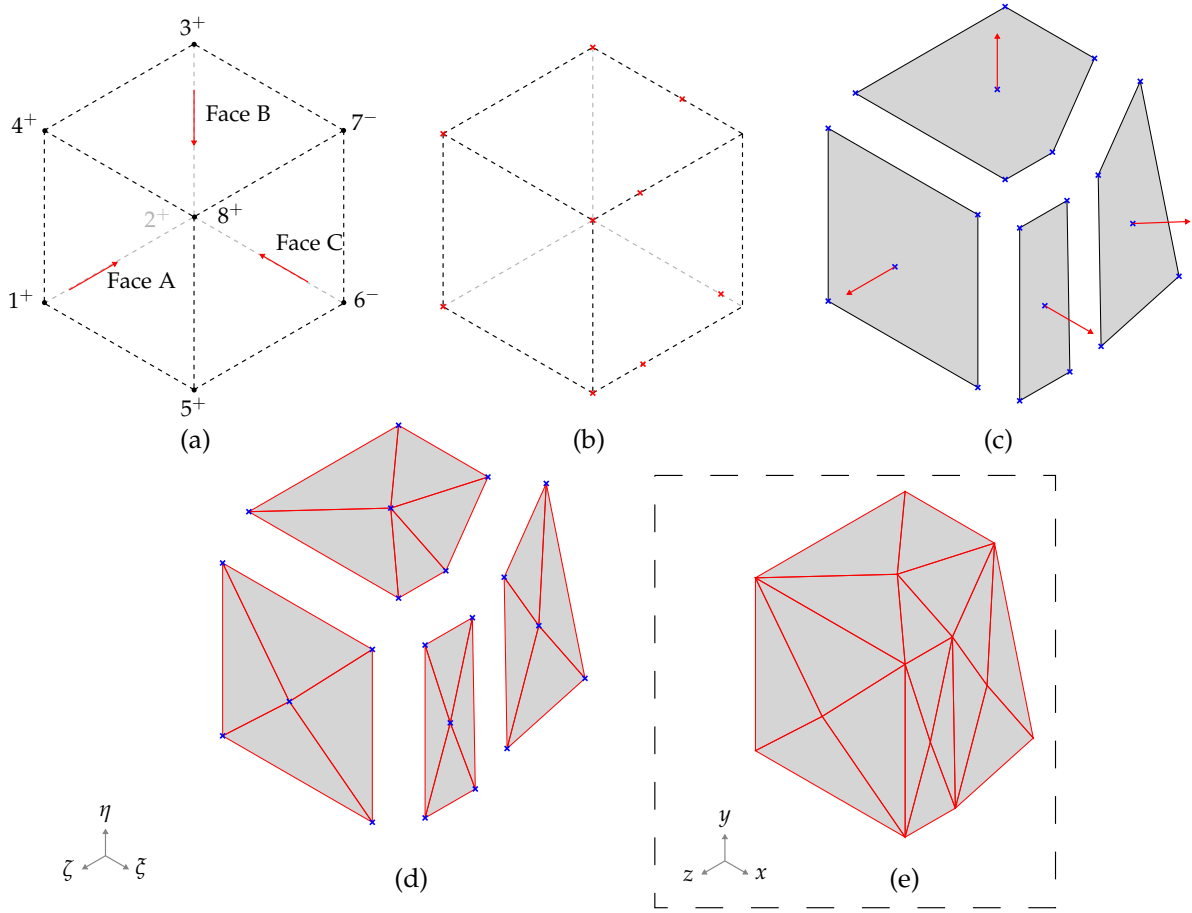 3⁺
Face B
4⁺
7⁻
2⁺
8⁺
Face C
Face A
1⁺
6⁻
5⁺
(a)
(b)
(c)
η
ζ
ξ
(d)
y
z
x
(e)